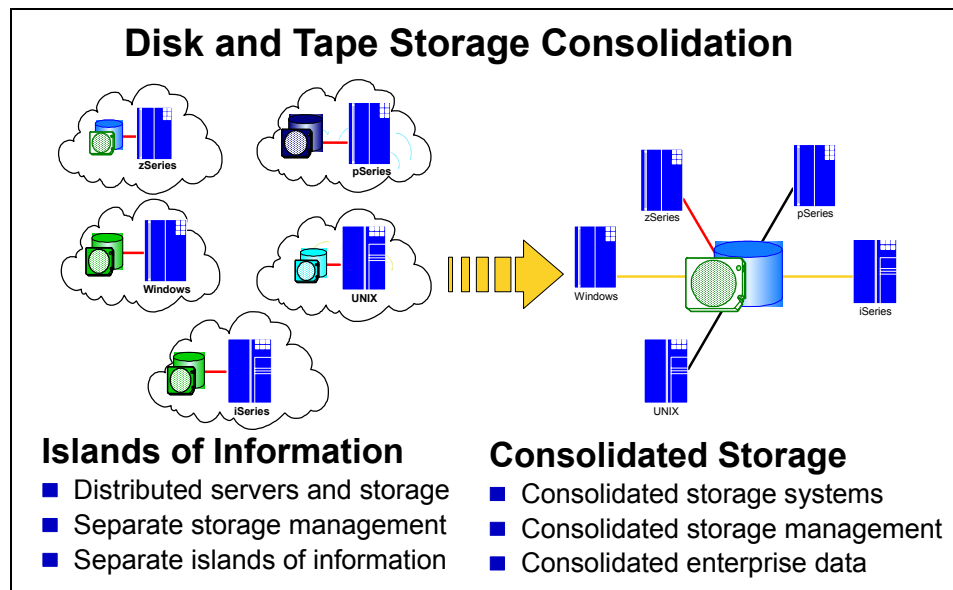 Disk and Tape Storage Consolidation
zSeries
pSeries
Windows
UNIX
iSeries
zSeries
pSeries
Windows
iSeries
UNIX
Islands of Information
Distributed servers and storage
Separate storage management
Separate islands of information
Consolidated Storage
Consolidated storage systems
Consolidated storage management
Consolidated enterprise data